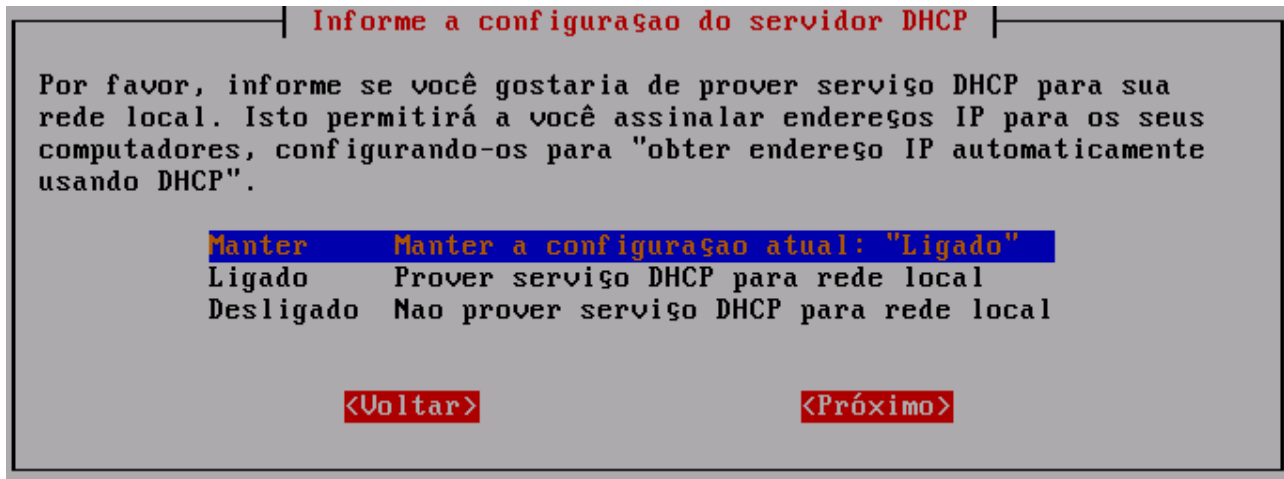 Informe a configuraçao do servidor DHCP
Por favor, informe se você gostaria de prover serviço DHCP para sua
rede local. Isto permitirá a você assinalar endereços IP para os seus
computadores, configurando-os para "obter endereço IP automaticamente
usando DHCP".
Manter Manter a configuraçao atual: "Ligado"
Ligado Prover serviço DHCP para rede local
Desligado Nao prover serviço DHCP para rede local
<Voltar> <Próximo>